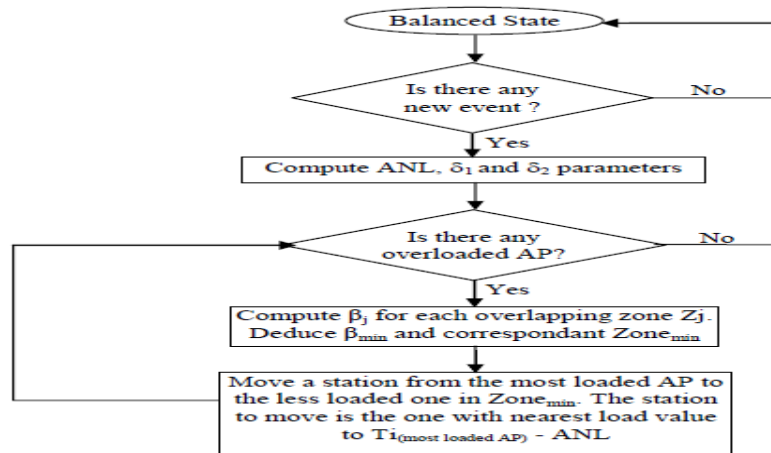 Balanced State
Is there any
new event ?
No
Yes
Compute ANL, δ₁ and δ₂ parameters
Is there any
overloaded AP?
No
Yes
Compute βⱼ for each overlapping zone Zj.
Deduce βmin and correspondant Zonemin
Move a station from the most loaded AP to
the less loaded one in Zonemin. The station
to move is the one with nearest load value
to Ti(most loaded AP) - ANL